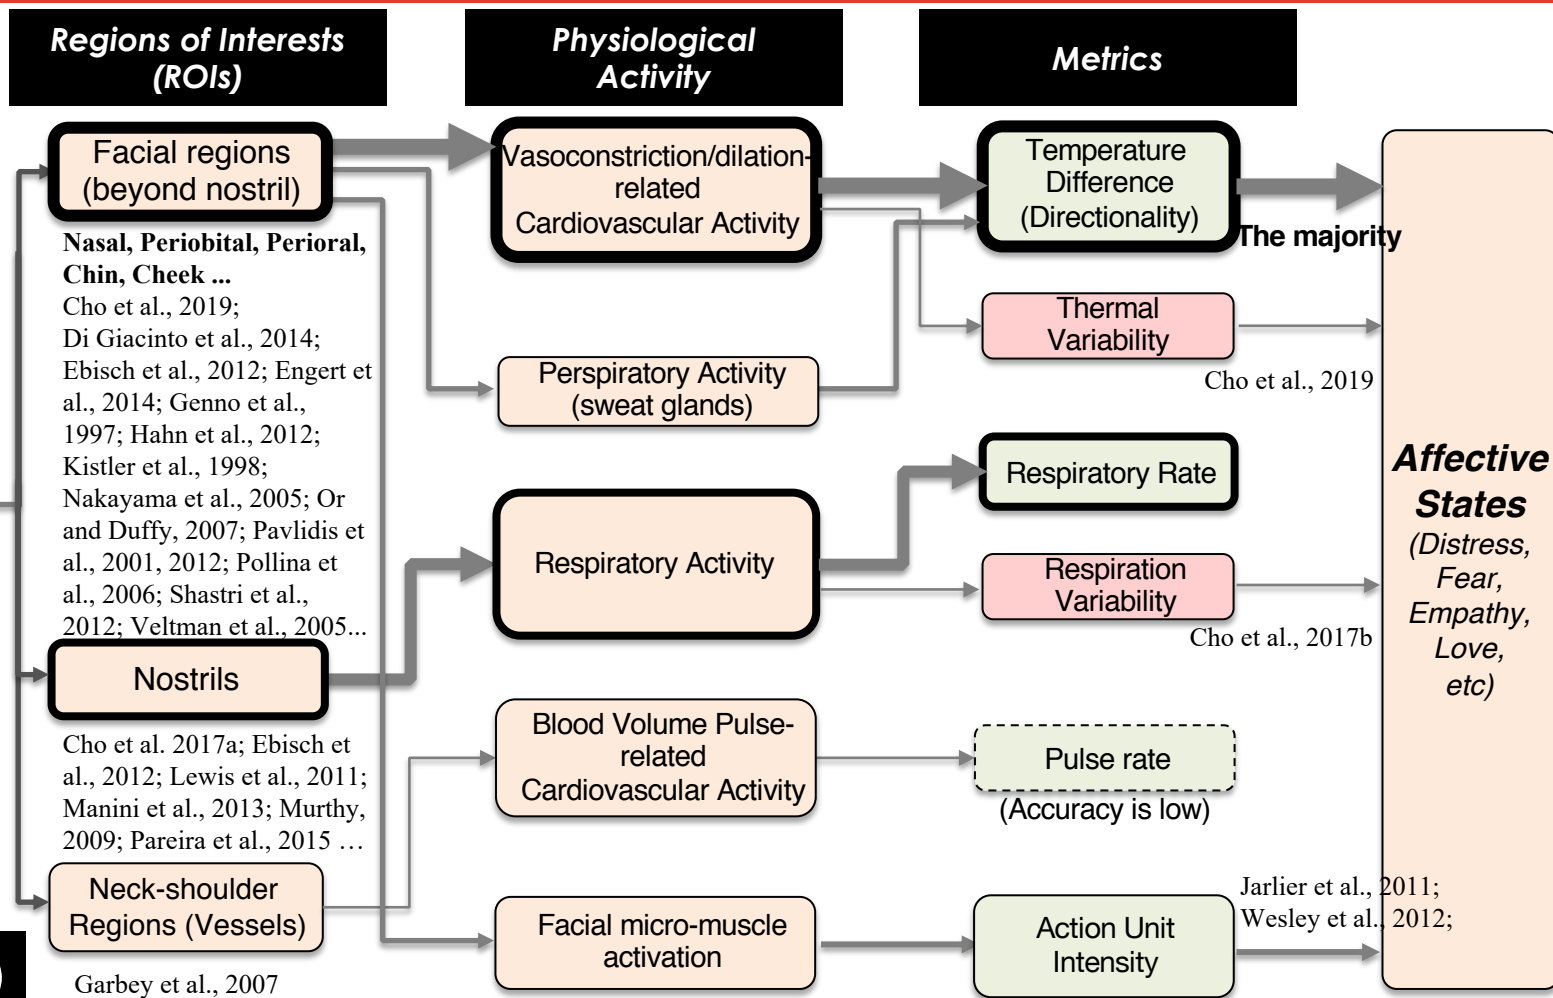 Regions of Interests
(ROIs)
Physiological
Activity
Metrics
Facial regions
(beyond nostril)
Nasal, Periobital, Perioral,
Chin, Cheek ...
Cho et al., 2019;
Di Giacinto et al., 2014;
Ebisch et al., 2012; Engert et
al., 2014; Genno et al.,
1997; Hahn et al., 2012;
Kistler et al., 1998;
Nakayama et al., 2005; Or
and Duffy, 2007; Pavlidis et
al., 2001, 2012; Pollina et
al., 2006; Shastri et al.,
2012; Veltman et al., 2005...
Nostrils
Cho et al. 2017a; Ebisch et
al., 2012; Lewis et al., 2011;
Manini et al., 2013; Murthy,
2009; Pareira et al., 2015 …
Neck-shoulder
Regions (Vessels)
Garbey et al., 2007
)
Vasoconstriction/dilation-
related
Cardiovascular Activity
Perspiratory Activity
(sweat glands)
Respiratory Activity
Blood Volume Pulse-
related
Cardiovascular Activity
Facial micro-muscle
activation
Temperature
Difference
(Directionality)
The majority
Thermal
Variability
Cho et al., 2019
Respiratory Rate
Respiration
Variability
Cho et al., 2017b
Pulse rate
(Accuracy is low)
Action Unit
Intensity
Jarlier et al., 2011;
Wesley et al., 2012;
Affective
States
(Distress,
Fear,
Empathy,
Love,
etc)